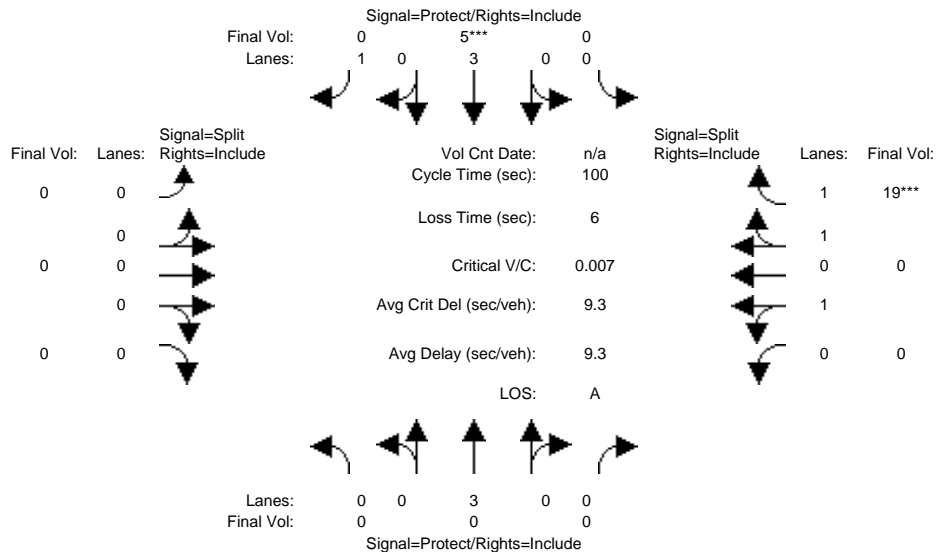 Signal=Protect/Rights=Include
Final Vol: 0 5*** 0
Lanes: 1 0 3 0 0
Signal=Split Signal=Split
Final Vol: Lanes: Rights=Include Vol Cnt Date: n/a Rights=Include Lanes: Final Vol:
Cycle Time (sec): 100
0 0 1 19***
Loss Time (sec): 6
0 1
0 0 Critical V/C: 0.007 0 0
0 Avg Crit Del (sec/veh): 9.3 1
0 0 Avg Delay (sec/veh): 9.3 0 0
LOS: A
Lanes: 0 0 3 0 0
Final Vol: 0 0 0
Signal=Protect/Rights=Include